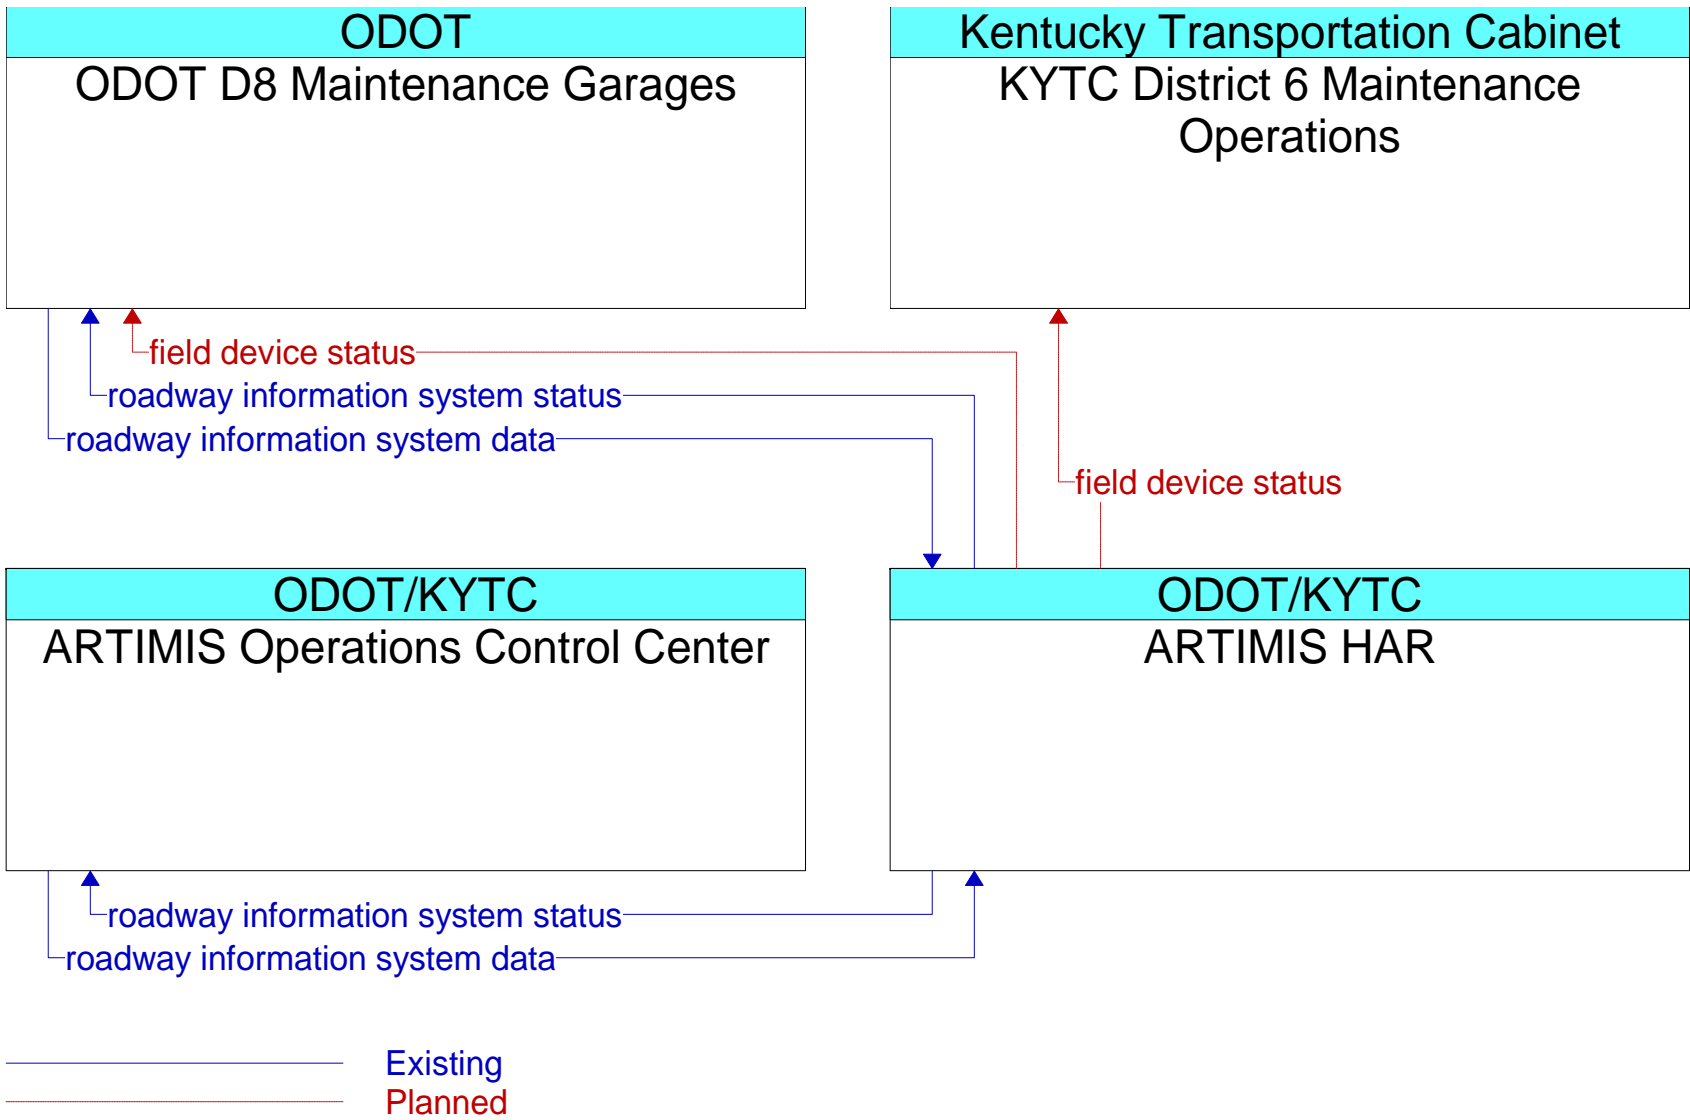 ODOT
ODOT D8 Maintenance Garages
Kentucky Transportation Cabinet
KYTC District 6 Maintenance
Operations
field device status
roadway information system status
roadway information system data
field device status
ODOT/KYTC
ARTIMIS Operations Control Center
ODOT/KYTC
ARTIMIS HAR
roadway information system status
roadway information system data
Existing
Planned